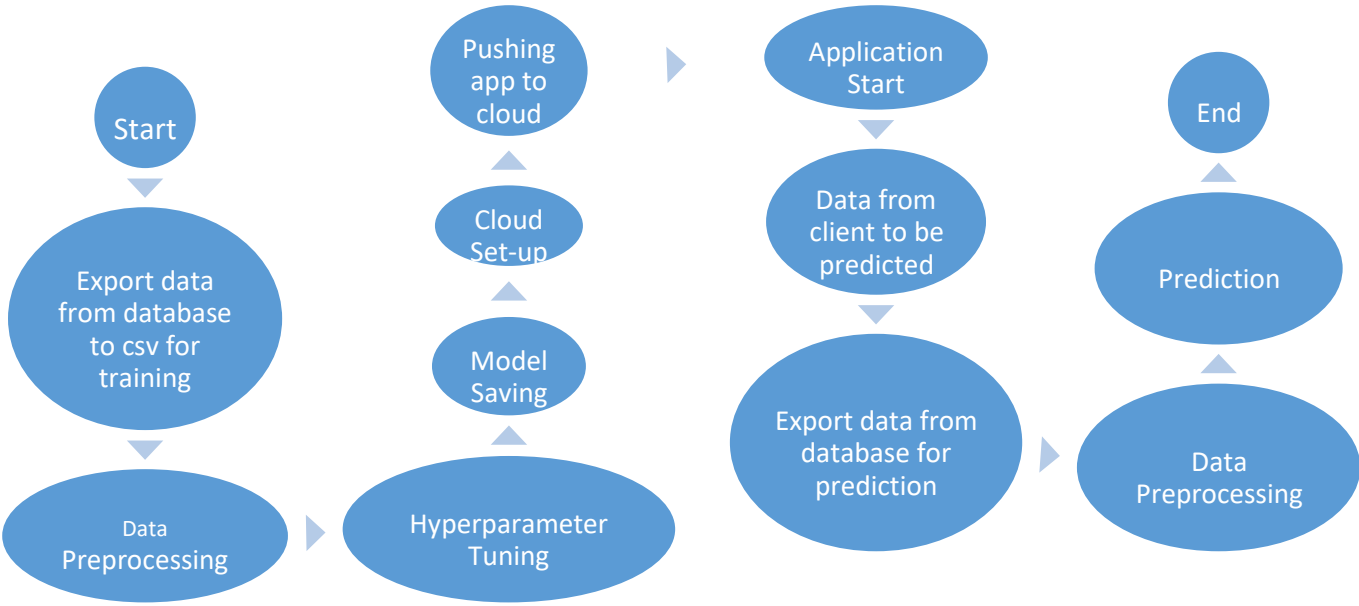 Start
Export data
from database
to csv for
training
Data
Preprocessing
Hyperparameter
Tuning
Model
Saving
Cloud
Set-up
Pushing
app to
cloud
Application
Start
Data from
client to be
predicted
Export data from
database for
prediction
Data
Preprocessing
Prediction
End